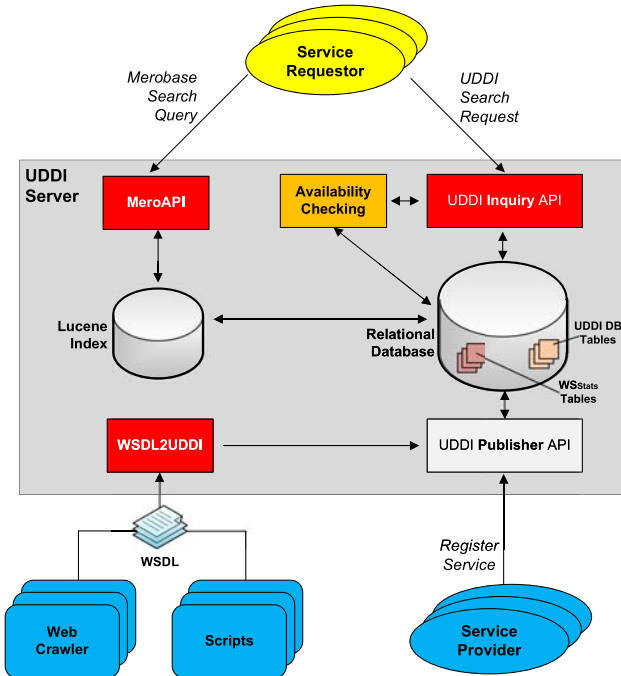 Service
Requestor
Merobase
Search
Query
UDDI
Search
Request
UDDI
Server
MeroAPI
Availability
Checking
UDDI Inquiry API
Lucene
Index
Relational
Database
UDDI DB
Tables
WSStats
Tables
WSDL2UDDI
UDDI Publisher API
WSDL
Register
Service
Web
Crawler
Scripts
Service
Provider